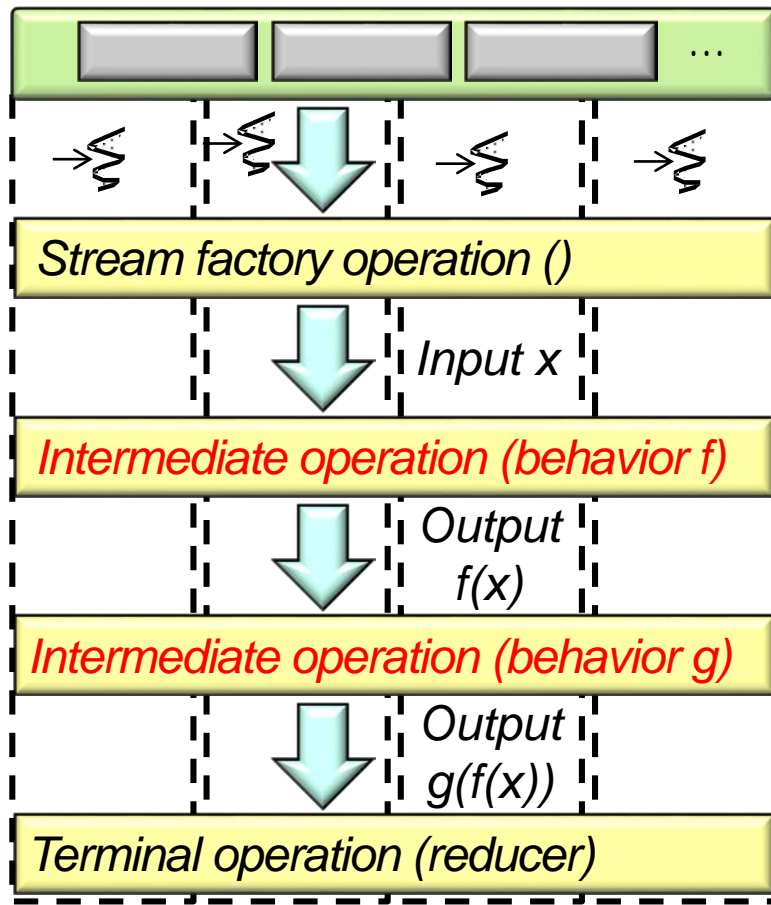 ...
Stream factory operation ()
Input x
Intermediate operation (behavior f)
Output
f(x)
Intermediate operation (behavior g)
Output
g(f(x))
Terminal operation (reducer)